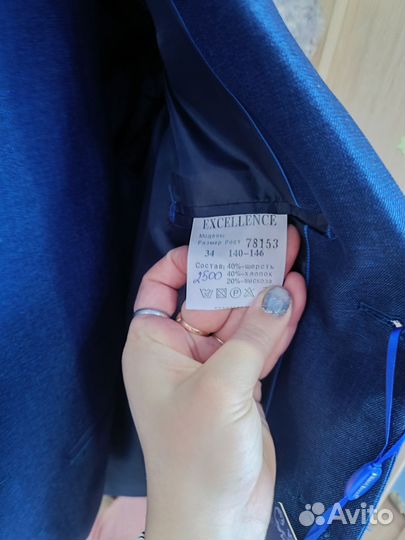 EXCELLENCE
Модель:
Размер Рост 78153
34 140-146
Состав: 40%-шерсть
2500 40%-хлопок
20%-вискоза
Avito